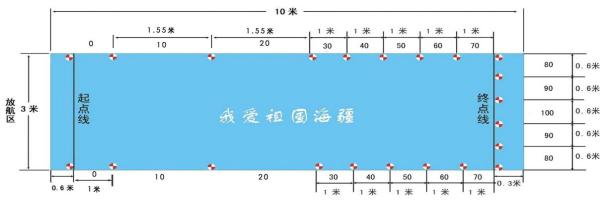 10 米
1.55米 1.55米 1 米 1 米 1 米 1 米 1 米
0 10 20 30 40 50 60 70
放航区
3 米
起点线
我爱祖国海疆
终点线
80 0.6米
90 0.6米
100 0.6米
90 0.6米
80 0.6米
0 10 20 30 40 50 60 70
0.6 米 1米 1 米 1 米 1 米 1 米 1 米 0.3米